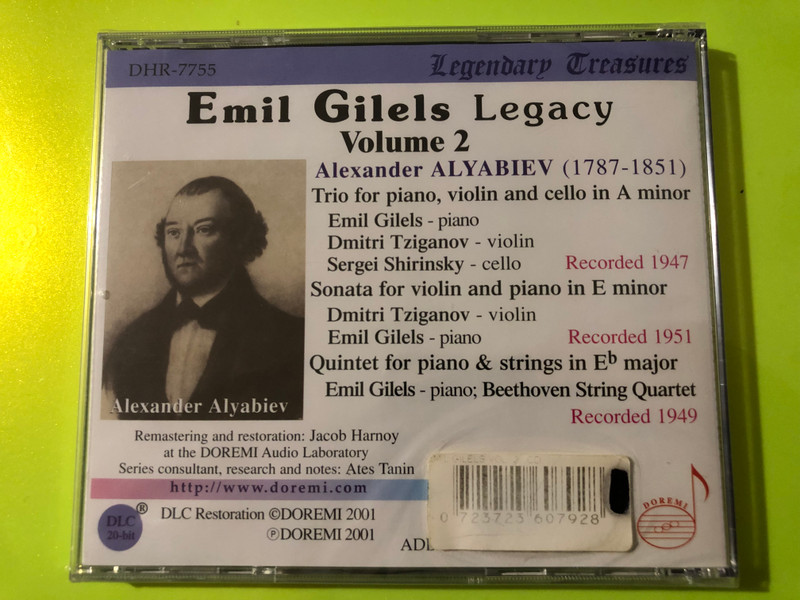 DHR-7755 Legendary Treasures
Emil Gilels Legacy
Volume 2
Alexander ALYABIEV (1787-1851)
Trio for piano, violin and cello in A minor
Emil Gilels - piano
Dmitri Tziganov - violin
Sergei Shirinsky - cello Recorded 1947
Sonata for violin and piano in E minor
Dmitri Tziganov - violin
Emil Gilels - piano Recorded 1951
Quintet for piano & strings in E♭ major
Emil Gilels - piano; Beethoven String Quartet
Recorded 1949
Alexander Alyabiev
Remastering and restoration: Jacob Harnoy
at the DOREMI Audio Laboratory
Series consultant, research and notes: Ates Tanin
http://www.doremi.com
DLC ®
20-bit
DLC Restoration ©DOREMI 2001
℗DOREMI 2001
0 723723 607928
DOREMI